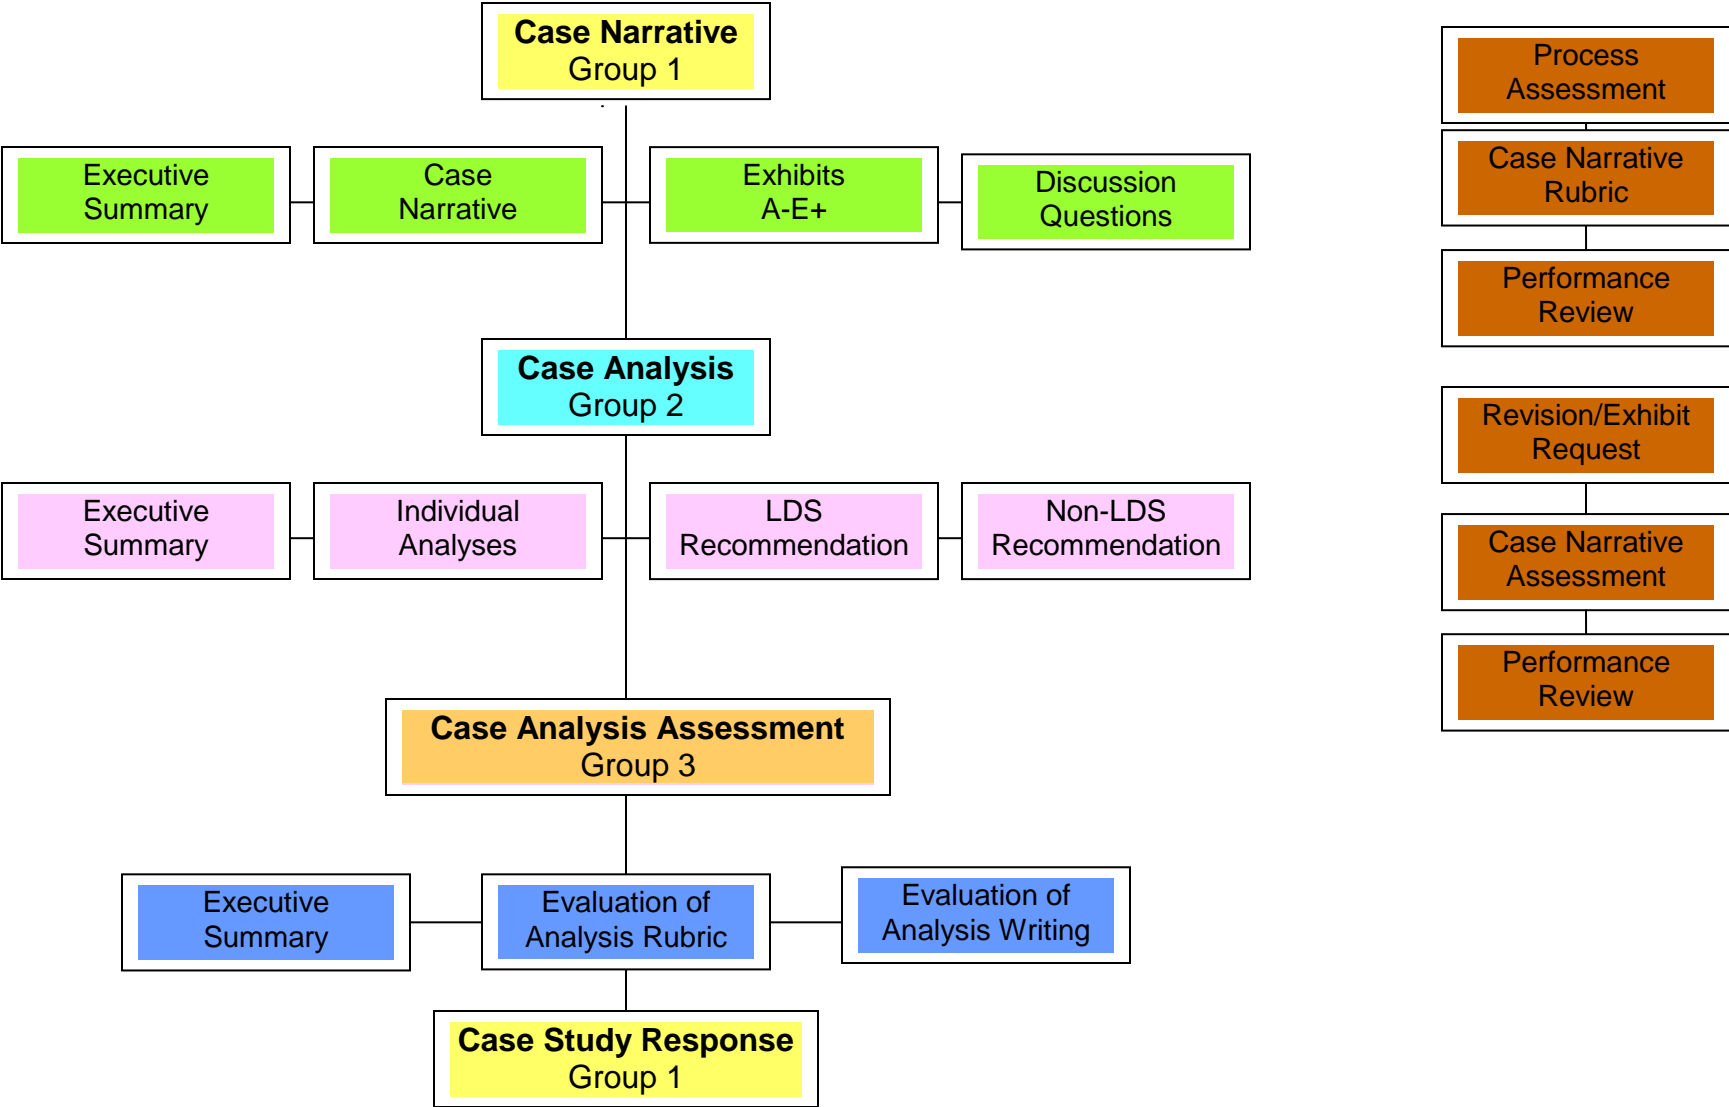 Case Narrative
Group 1
Executive
Summary
Case
Narrative
Exhibits
A-E+
Discussion
Questions
Case Analysis
Group 2
Executive
Summary
Individual
Analyses
LDS
Recommendation
Non-LDS
Recommendation
Case Analysis Assessment
Group 3
Executive
Summary
Evaluation of
Analysis Rubric
Evaluation of
Analysis Writing
Case Study Response
Group 1
Process
Assessment
Case Narrative
Rubric
Performance
Review
Revision/Exhibit
Request
Case Narrative
Assessment
Performance
Review